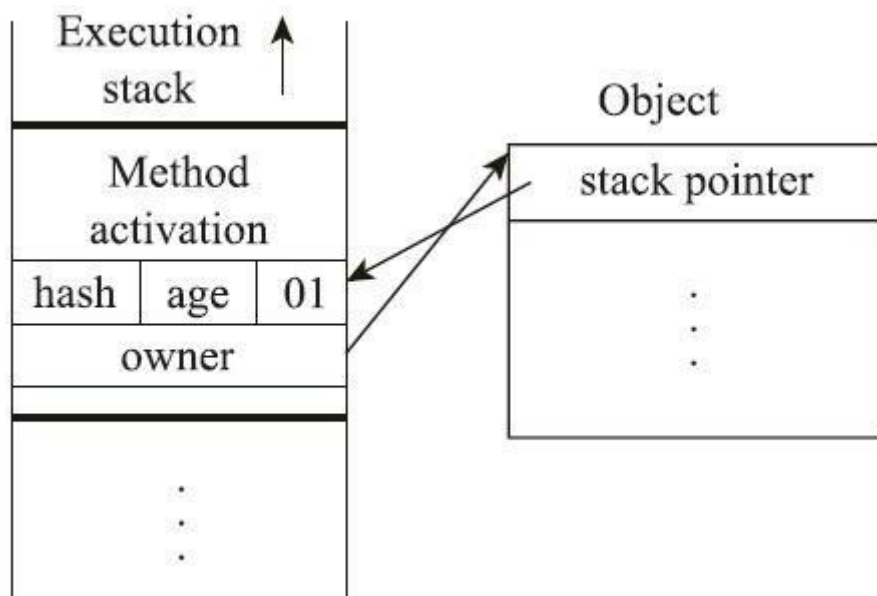 Execution
stack
Method
activation
hash age 01
owner
Object
stack pointer